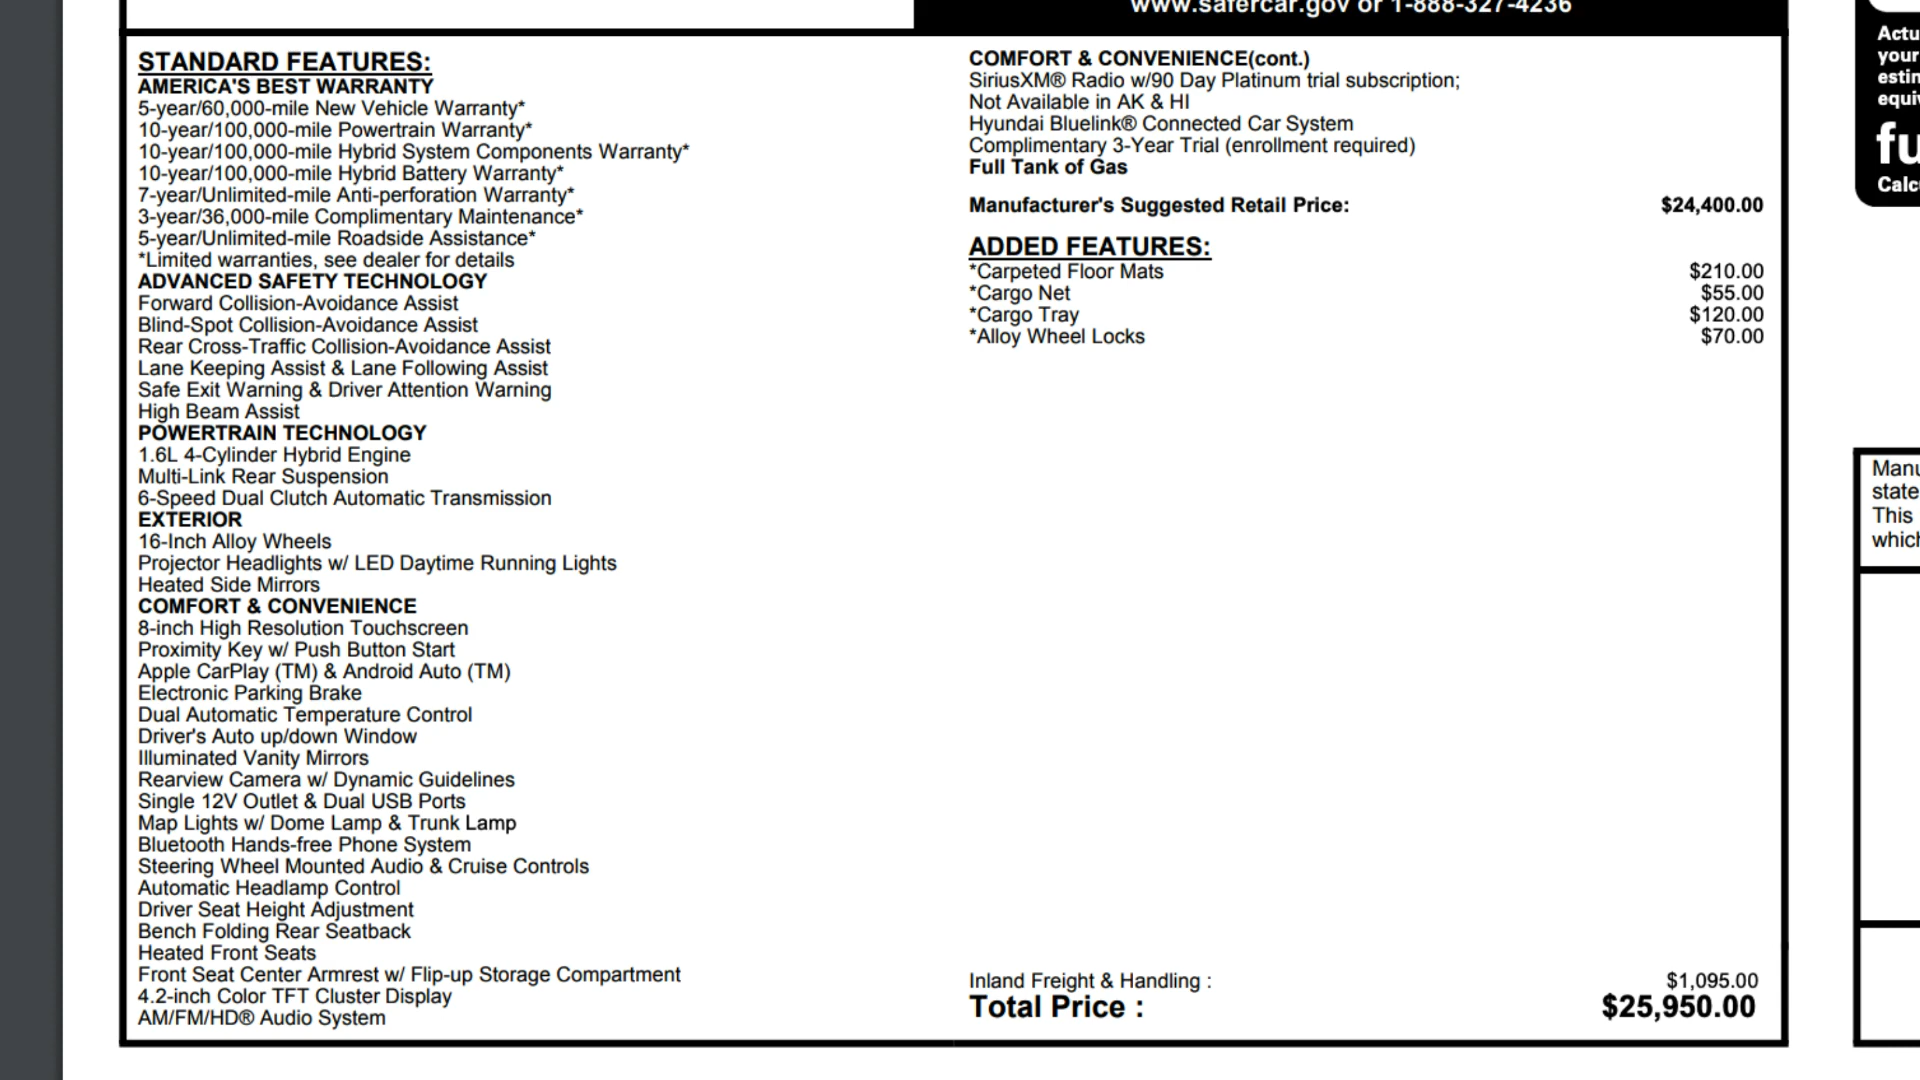 www.safercar.gov or 1-888-327-4236
STANDARD FEATURES:
AMERICA'S BEST WARRANTY
5-year/60,000-mile New Vehicle Warranty*
10-year/100,000-mile Powertrain Warranty*
10-year/100,000-mile Hybrid System Components Warranty*
10-year/100,000-mile Hybrid Battery Warranty*
7-year/Unlimited-mile Anti-perforation Warranty*
3-year/36,000-mile Complimentary Maintenance*
5-year/Unlimited-mile Roadside Assistance*
*Limited warranties, see dealer for details
ADVANCED SAFETY TECHNOLOGY
Forward Collision-Avoidance Assist
Blind-Spot Collision-Avoidance Assist
Rear Cross-Traffic Collision-Avoidance Assist
Lane Keeping Assist & Lane Following Assist
Safe Exit Warning & Driver Attention Warning
High Beam Assist
POWERTRAIN TECHNOLOGY
1.6L 4-Cylinder Hybrid Engine
Multi-Link Rear Suspension
6-Speed Dual Clutch Automatic Transmission
EXTERIOR
16-Inch Alloy Wheels
Projector Headlights w/ LED Daytime Running Lights
Heated Side Mirrors
COMFORT & CONVENIENCE
8-inch High Resolution Touchscreen
Proximity Key w/ Push Button Start
Apple CarPlay (TM) & Android Auto (TM)
Electronic Parking Brake
Dual Automatic Temperature Control
Driver's Auto up/down Window
Illuminated Vanity Mirrors
Rearview Camera w/ Dynamic Guidelines
Single 12V Outlet & Dual USB Ports
Map Lights w/ Dome Lamp & Trunk Lamp
Bluetooth Hands-free Phone System
Steering Wheel Mounted Audio & Cruise Controls
Automatic Headlamp Control
Driver Seat Height Adjustment
Bench Folding Rear Seatback
Heated Front Seats
Front Seat Center Armrest w/ Flip-up Storage Compartment
4.2-inch Color TFT Cluster Display
AM/FM/HD® Audio System
COMFORT & CONVENIENCE(cont.)
SiriusXM® Radio w/90 Day Platinum trial subscription;
Not Available in AK & HI
Hyundai Bluelink® Connected Car System
Complimentary 3-Year Trial (enrollment required)
Full Tank of Gas
Manufacturer's Suggested Retail Price: $24,400.00
ADDED FEATURES:
*Carpeted Floor Mats $210.00
*Cargo Net $55.00
*Cargo Tray $120.00
*Alloy Wheel Locks $70.00
Inland Freight & Handling : $1,095.00
Total Price : $25,950.00
your
This